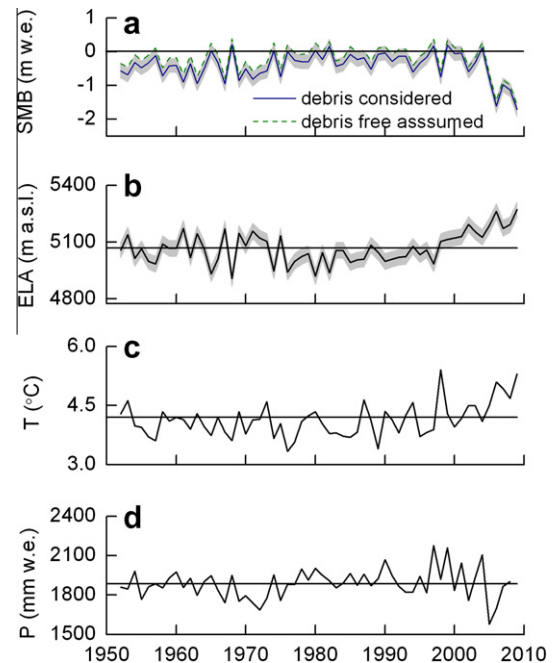 a
SMB (m w.e.)
1
0
-1
-2
debris considered
debris free asssumed
b
ELA (m a.s.l.)
5400
5100
4800
c
T (°C)
6.0
4.5
3.0
d
P (mm w.e.)
2400
2100
1800
1500
1950 1960 1970 1980 1990 2000 2010